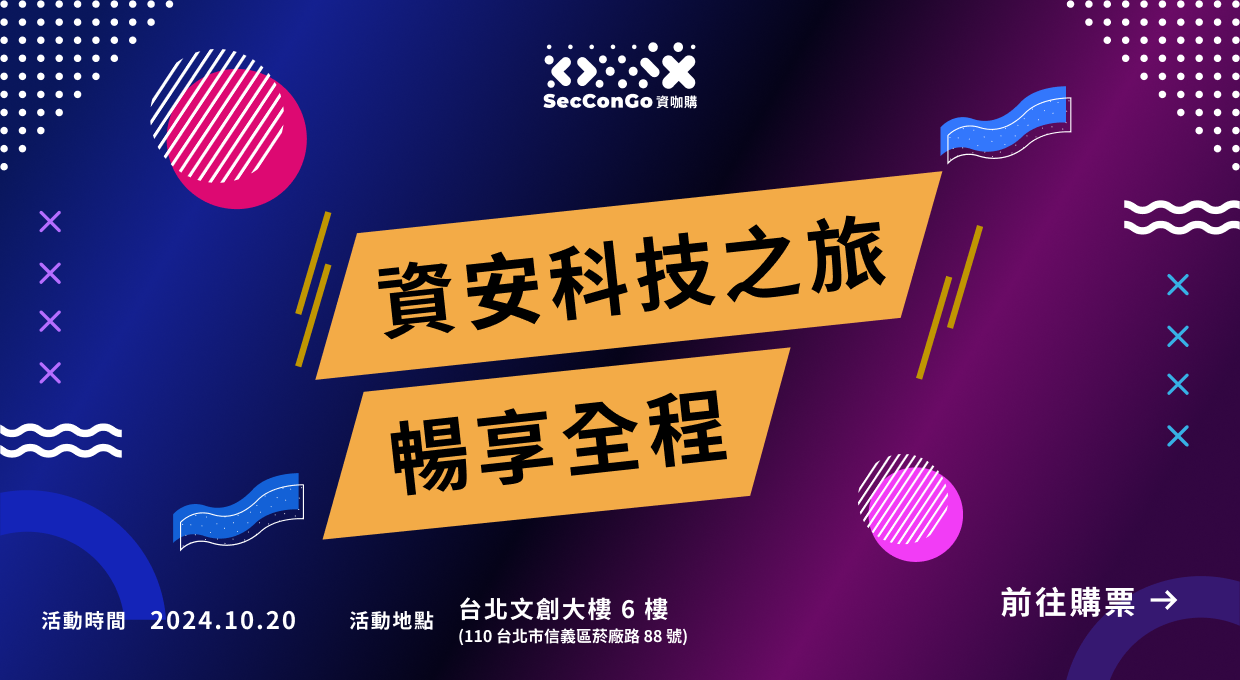 SecConGo 資咖購
資安科技之旅
暢享全程
活動時間 2024.10.20
活動地點 台北文創大樓 6 樓
(110 台北市信義區菸廠路 88 號)
前往購票 →